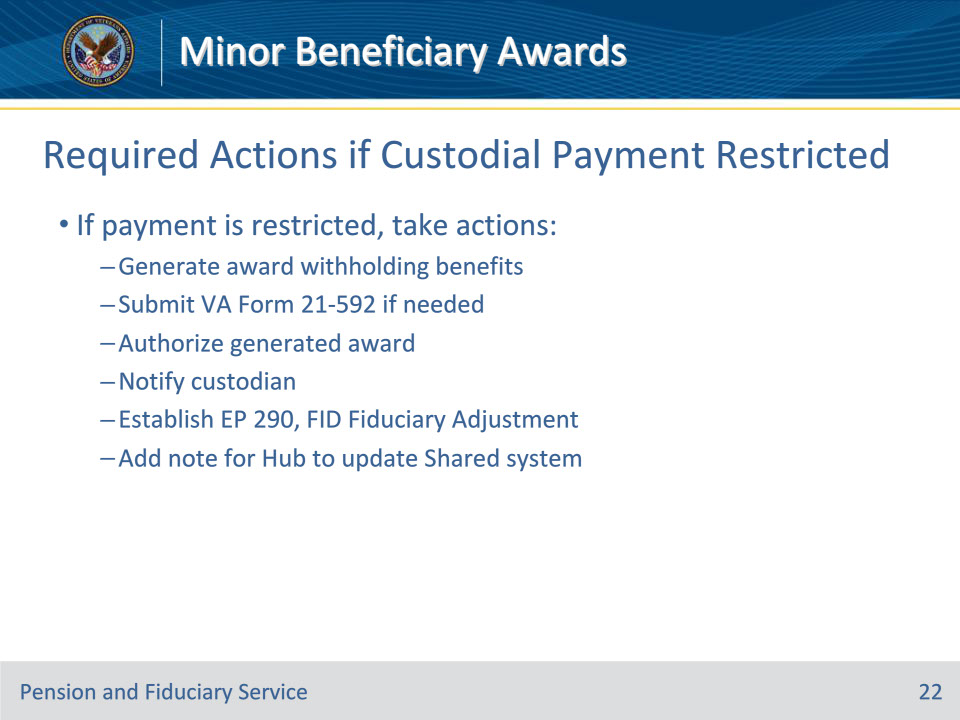 Minor Beneficiary Awards
Required Actions if Custodial Payment Restricted
• If payment is restricted, take actions:
– Generate award withholding benefits
– Submit VA Form 21-592 if needed
– Authorize generated award
– Notify custodian
– Establish EP 290, FID Fiduciary Adjustment
– Add note for Hub to update Shared system
Pension and Fiduciary Service
22